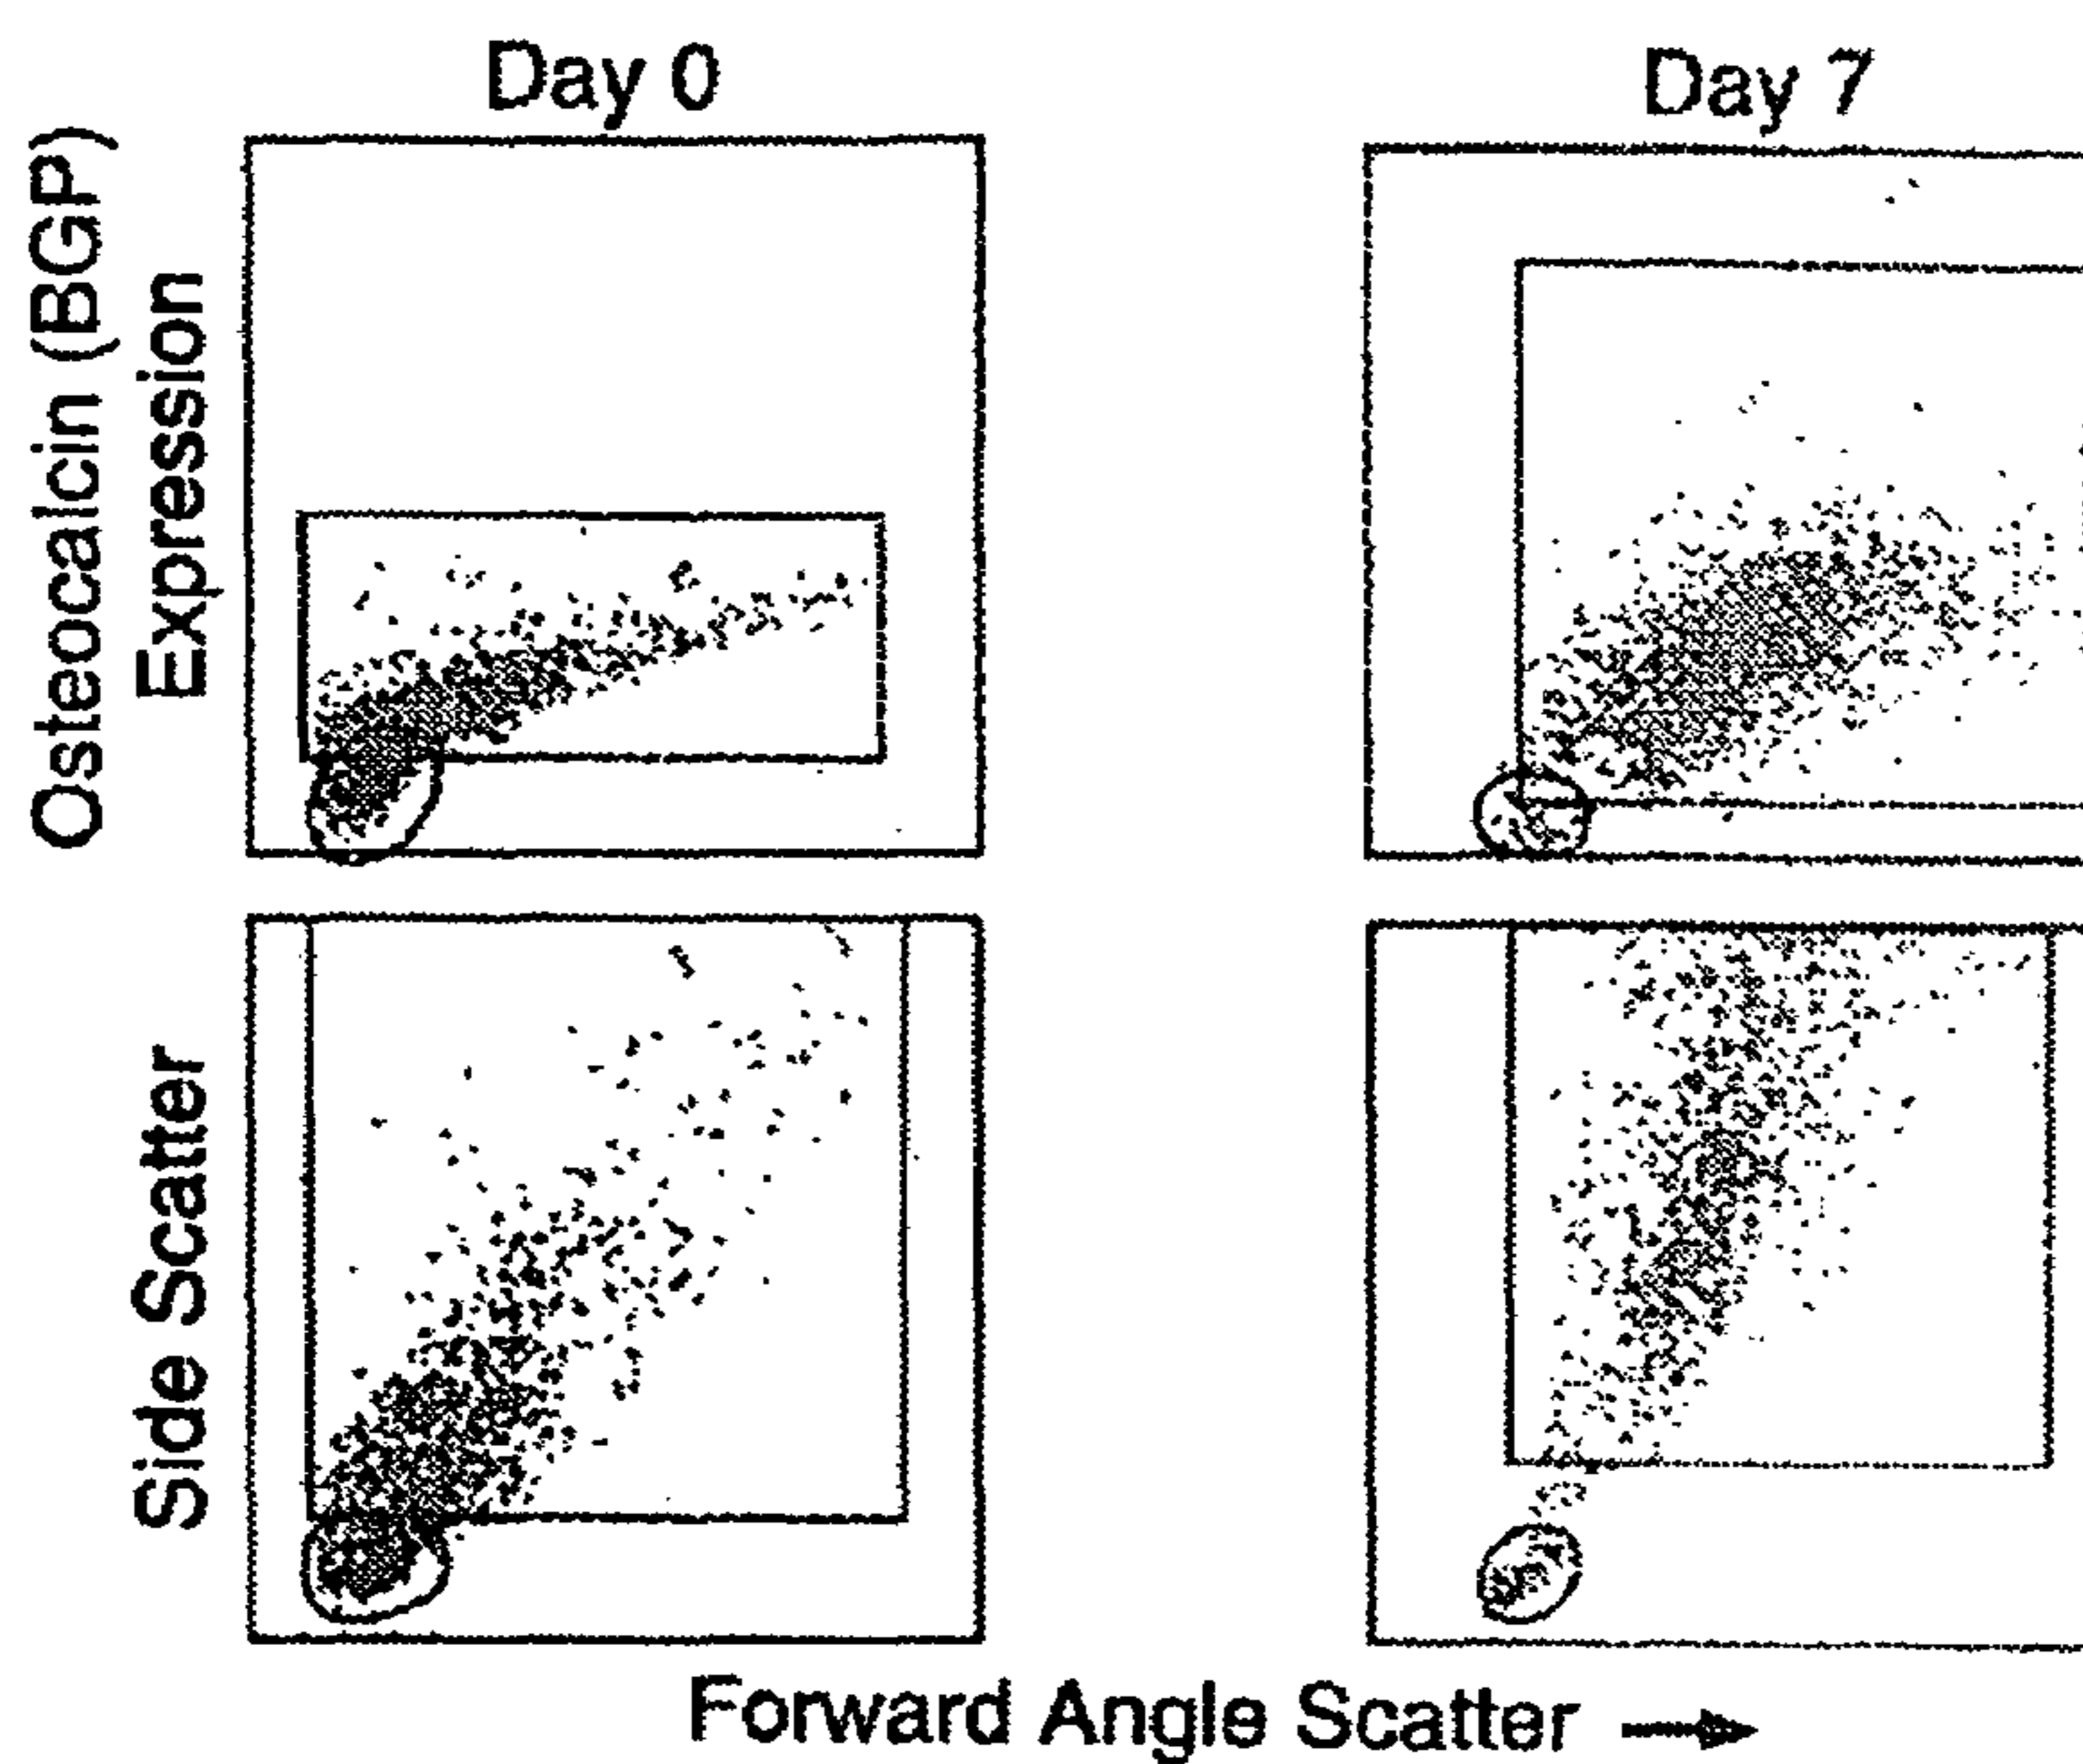 Day 0
Day 7
Osteocalcin (BGP)
Expression
Side Scatter
Forward Angle Scatter